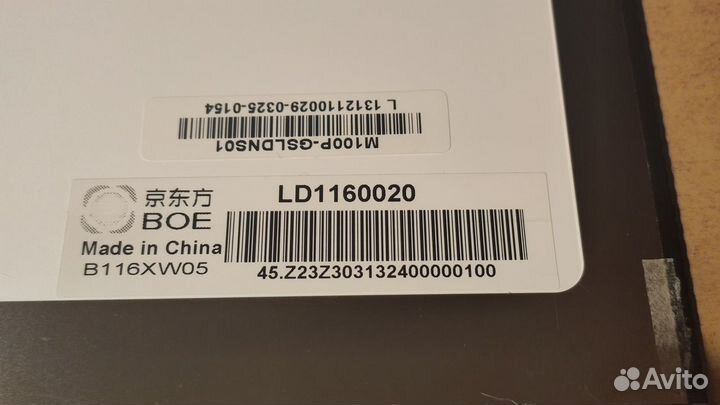 L 1312110029-0325-0154
M100P-GSLDNS01
京东方
BOE
LD1160020
Made in China
B116XW05
45.Z23Z303132400000100
Avito